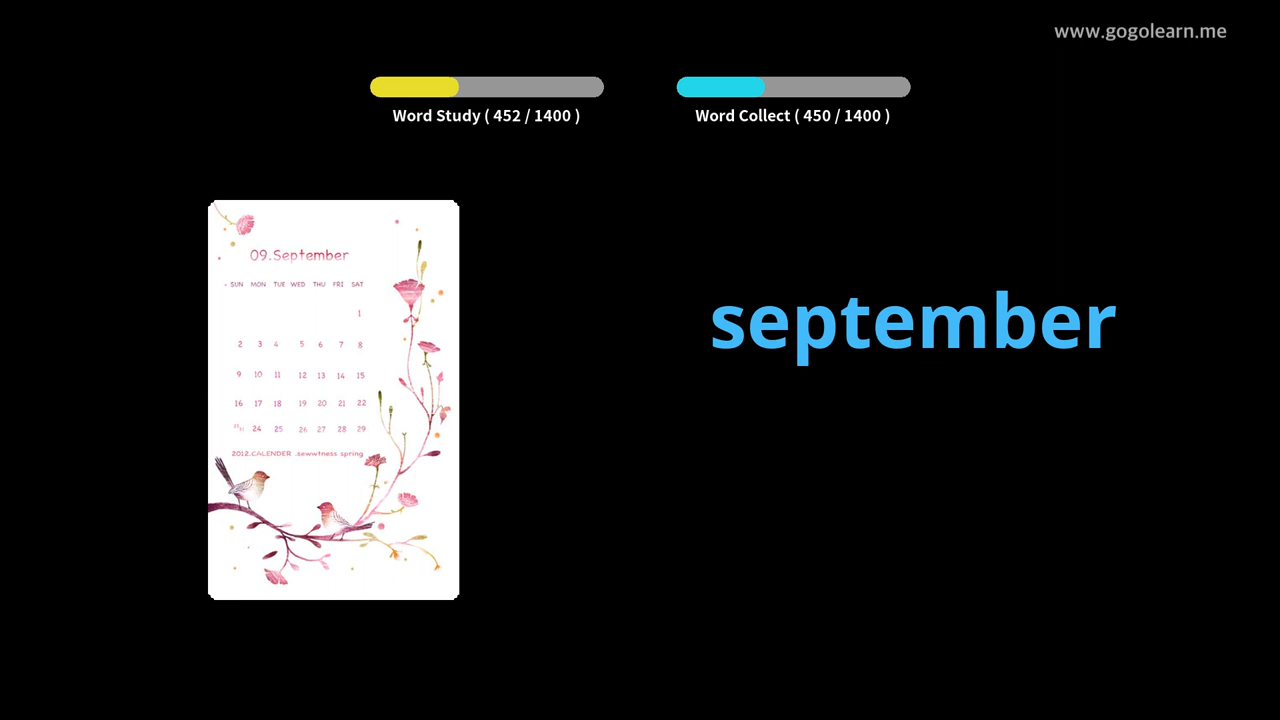 www.gogolearn.me
Word Study ( 452 / 1400 )
Word Collect ( 450 / 1400 )
09.September
SUN MON TUE WED THU FRI SAT
1
2 3 4 5 6 7 8
9 10 11 12 13 14 15
16 17 18 19 20 21 22
24 25 26 27 28 29
2012.CALENDER .sewwtness spring
september